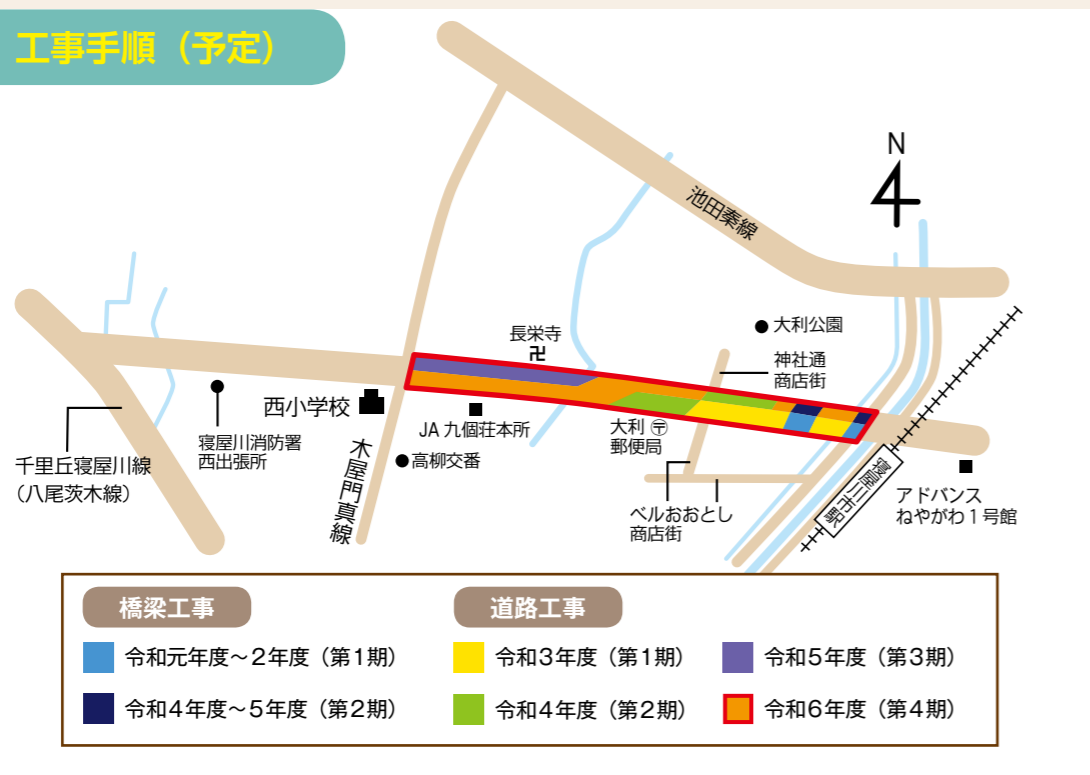 工事手順（予定）
N
池田秦線
大利公園
長栄寺
卍
神社通
商店街
西小学校
JA 九個荘本所
大利 〶
郵便局
寝屋川消防署
西出張所
高柳交番
千里丘寝屋川線
（八尾茨木線）
木屋門真線
ベルおおとし
商店街
寝屋川市駅
アドバンス
ねやがわ１号館
橋梁工事
令和元年度～２年度（第１期）
令和４年度～５年度（第２期）
道路工事
令和３年度（第１期）
令和４年度（第２期）
令和５年度（第３期）
令和６年度（第４期）